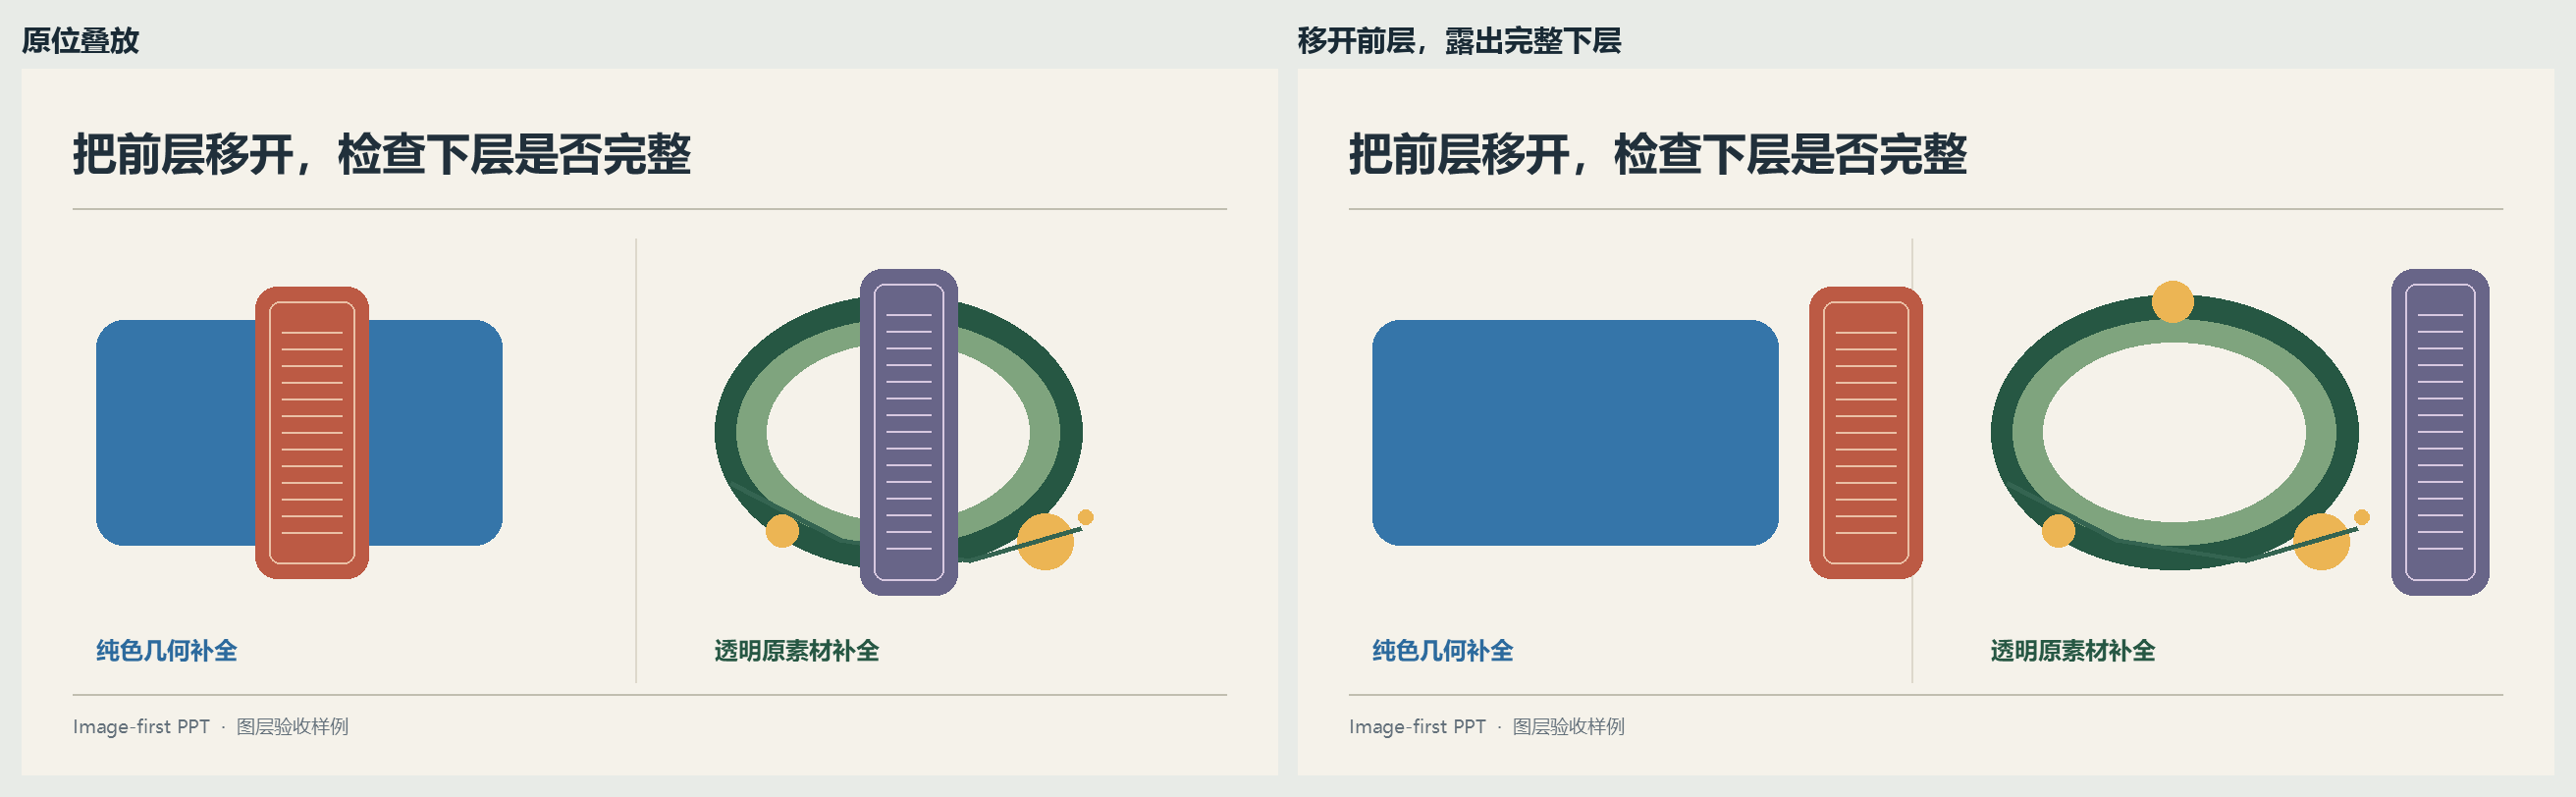 原位叠放
把前层移开，检查下层是否完整
纯色几何补全
透明原素材补全
Image-first PPT · 图层验收样例
移开前层，露出完整下层
把前层移开，检查下层是否完整
纯色几何补全
透明原素材补全
Image-first PPT · 图层验收样例